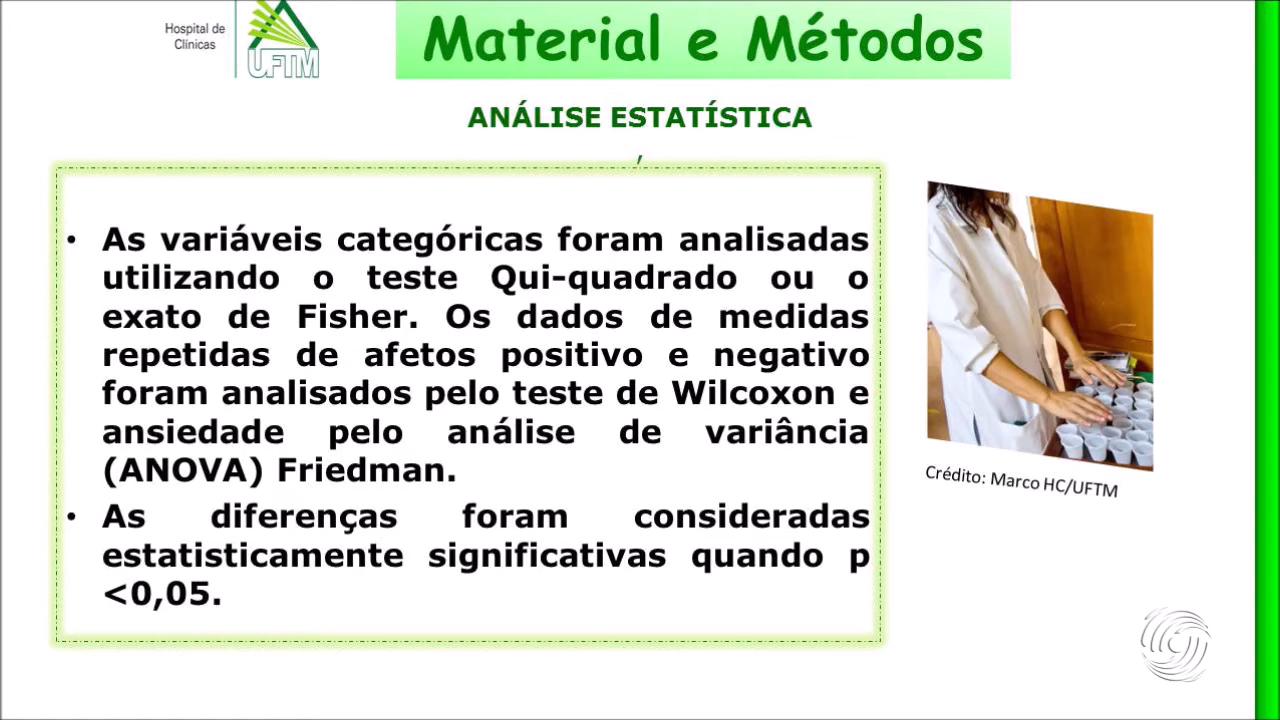 Hospital de
Clínicas
UFTM
Material e Métodos
ANÁLISE ESTATÍSTICA
,
• As variáveis categóricas foram analisadas
utilizando o teste Qui-quadrado ou o
exato de Fisher. Os dados de medidas
repetidas de afetos positivo e negativo
foram analisados pelo teste de Wilcoxon e
ansiedade pelo análise de variância
(ANOVA) Friedman.
• As diferenças foram consideradas
estatisticamente significativas quando p
<0,05.
Crédito: Marco HC/UFTM